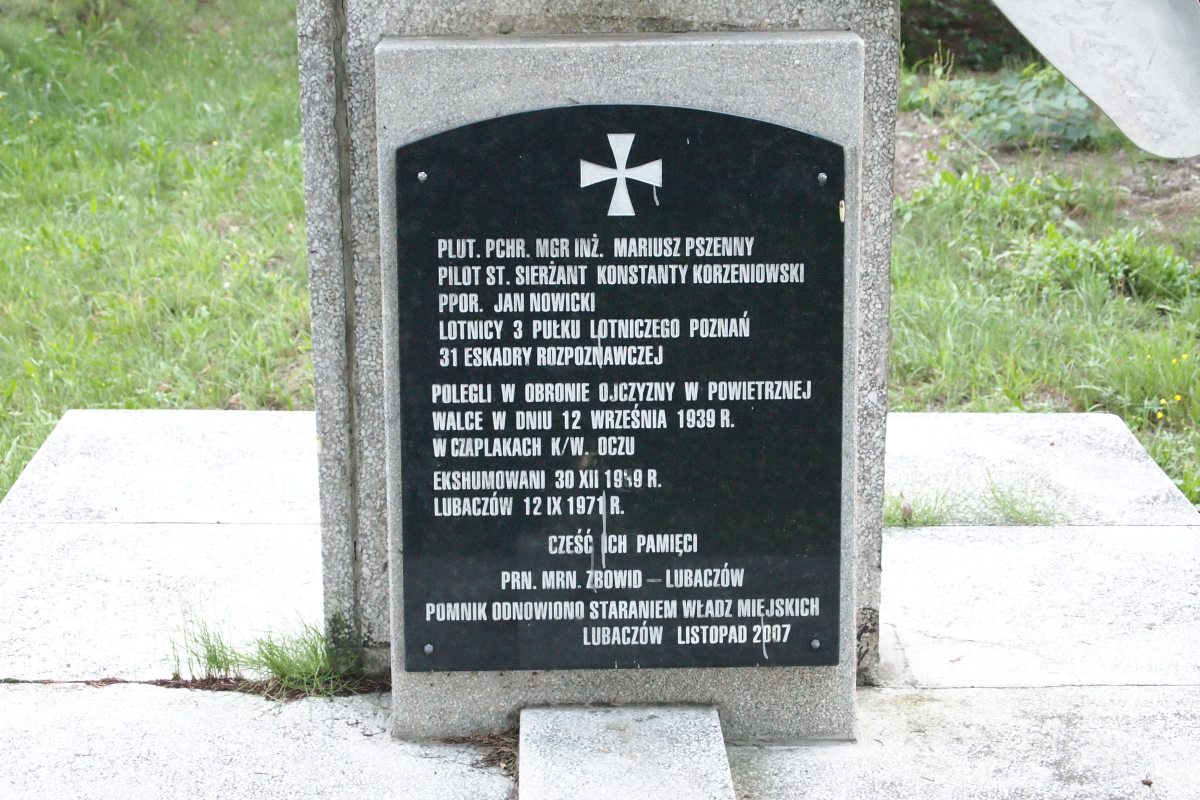 PLUT. PCHR. MGR INŻ. MARIUSZ PSZENNY
PILOT ST. SIERŻANT KONSTANTY KORZENIOWSKI
PPOR. JAN NOWICKI
LOTNICY 3 PUŁKU LOTNICZEGO POZNAŃ
31 ESKADRY ROZPOZNAWCZEJ
POLEGLI W OBRONIE OJCZYZNY W POWIETRZNEJ
WALCE W DNIU 12 WRZEŚNIA 1939 R.
W CZAPLAKACH K/W. OCZU
EKSHUMOWANI 30 XII 1949 R.
LUBACZÓW 12 IX 1971 R.
CZEŚĆ ICH PAMIĘCI
PRN. MRN. ZBOWID – LUBACZÓW
POMNIK ODNOWIONO STARANIEM WŁADZ MIEJSKICH
LUBACZÓW LISTOPAD 2007